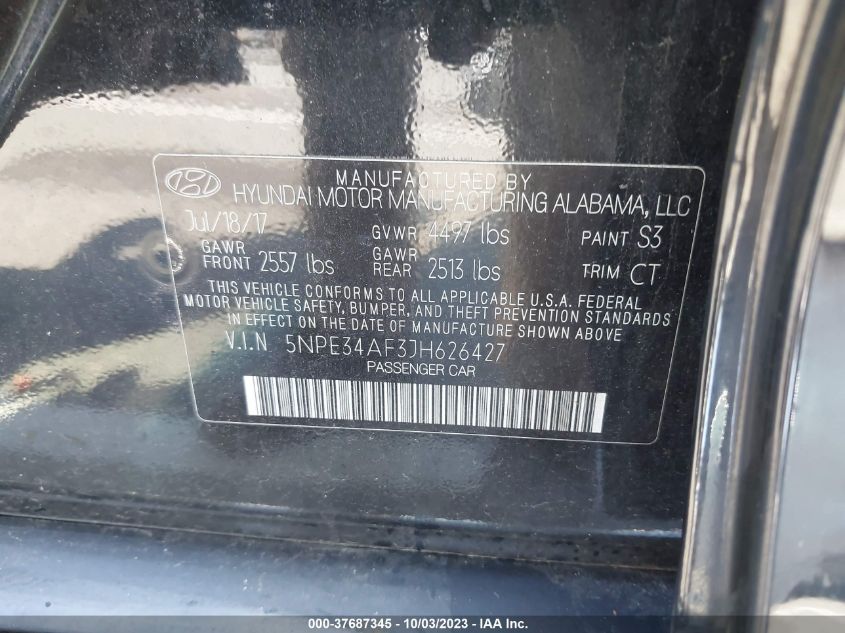 MANUFACTURED BY
HYUNDAI MOTOR MANUFACTURING ALABAMA, LLC
Jul/18/17 GVWR 4497 lbs PAINT S3
GAWR FRONT 2557 lbs GAWR REAR 2513 lbs TRIM CT
THIS VEHICLE CONFORMS TO ALL APPLICABLE U.S.A. FEDERAL
MOTOR VEHICLE SAFETY, BUMPER, AND THEFT PREVENTION STANDARDS
IN EFFECT ON THE DATE OF MANUFACTURE SHOWN ABOVE
V.I.N 5NPE34AF3JH626427
PASSENGER CAR
000-37687345 - 10/03/2023 - IAA Inc.